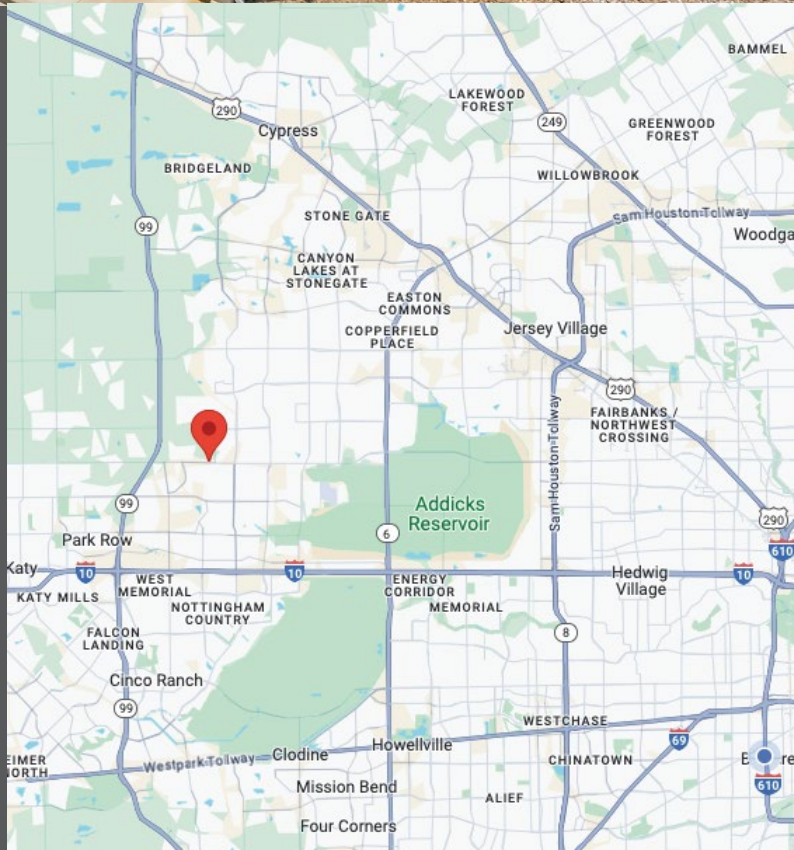 BAMMEL
LAKEWOOD
FOREST
290
249
GREENWOOD
FOREST
Cypress
BRIDGELAND
WILLOWBROOK
STONE GATE
Sam Houston Tollway
99
Woodga
CANYON
LAKES AT
STONEGATE
EASTON
COMMONS
COPPERFIELD
PLACE
Jersey Village
290
FAIRBANKS /
NORTHWEST
CROSSING
Sam Houston Tollway
99
Addicks
Reservoir
290
6
Park Row
610
Katy
10
WEST
MEMORIAL
10
ENERGY
CORRIDOR
Hedwig
Village
10
KATY MILLS
NOTTINGHAM
COUNTRY
MEMORIAL
FALCON
LANDING
8
Cinco Ranch
99
WESTCHASE
69
EIMER
NORTH
Westpark Tollway
Clodine
Howellville
CHINATOWN
610
Mission Bend
ALIEF
Four Corners